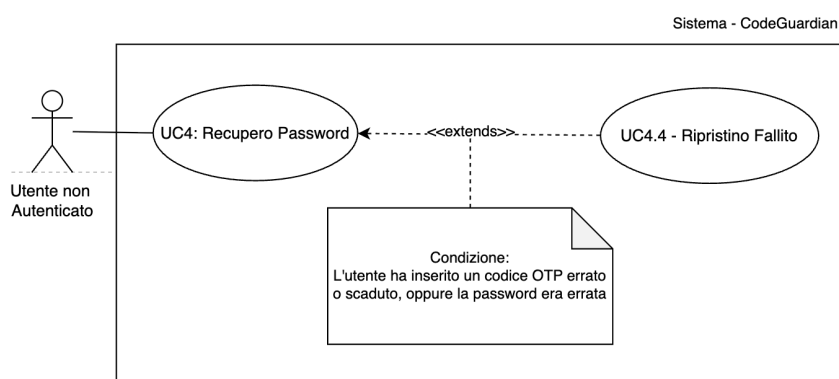 Sistema - CodeGuardian
UC4: Recupero Password
<<extends>>
UC4.4 - Ripristino Fallito
Utente non
Autenticato
Condizione:
L'utente ha inserito un codice OTP errato
o scaduto, oppure la password era errata